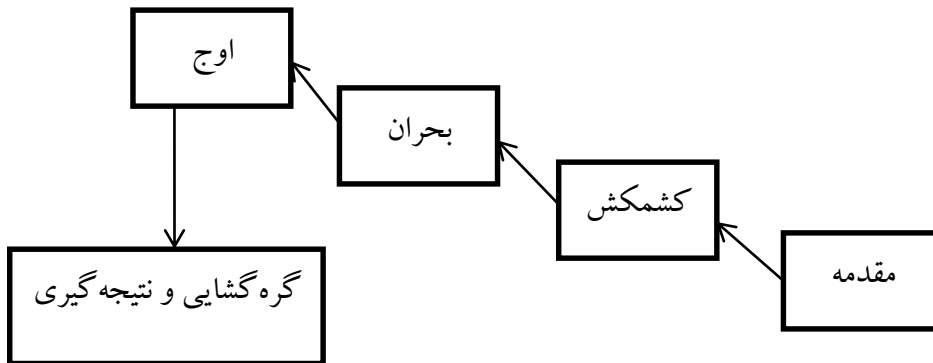 مقدمه
کشمکش
بحران
اوج
گره‌گشایی و نتیجه‌گیری